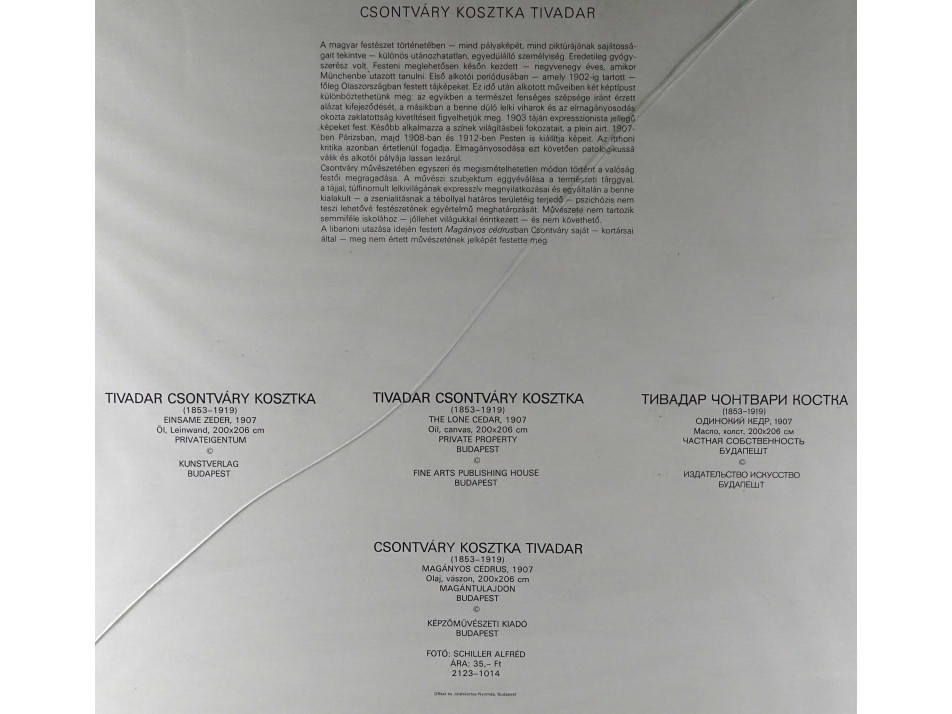 CSONTVÁRY KOSZTKA TIVADAR
A magyar festészet történetében — mind pályaképét, mind piktúrájának sajátossá-
gait tekintve — különös utánozhatatlan, egyedülálló személyiség. Eredetileg gyógy-
szerész volt. Festeni meglehetősen későn kezdett — negyvenegy éves, amikor
Münchenbe utazott tanulni. Első alkotói periódusában — amely 1902-ig tartott —
főleg Olaszországban festett tájképeket. Ez idő után alkotott műveiben két képtípust
különböztethetünk meg: az egyikben a természet fenséges szépsége iránt érzett
alázat kifejeződését, a másikban a benne dúló lelki viharok és az elmagányosodás
okozta zaklatottság kivetítéseit figyelhetjük meg. 1903 táján expresszionista jellegű
képeket fest. Később alkalmazza a színek világításbeli fokozatait, a plein airt. 1907-
ben Párizsban, majd 1908-ban és 1912-ben Pesten is kiállítja képeit. Az itthoni
kritika azonban értetlenül fogadja. Elmagányosodása ezt követően patologikussá
válik és alkotói pályája lassan lezárul.
Csontváry művészetében egyszeri és megismételhetetlen módon történt a valóság
festői megragadása. A művészi szubjektum eggyéválása a természeti tárggyal,
a tájjal, túlfinomult lelkivilágának expresszív megnyilatkozásai és egyáltalán a benne
kialakult — a zsenialitásnak a tébollyal határos területéig terjedő — pszichózis nem
teszi lehetővé festészetének egyértelmű meghatározását. Művészete nem tartozik
semmiféle iskolához — jóllehet világukkal érintkezett — és nem követhető.
A libanoni utazása idején festett Magányos cédrusban Csontváry saját — kortársai
által — meg nem értett művészetének jelképét festette meg.
TIVADAR CSONTVÁRY KOSZTKA
(1853–1919)
EINSAME ZEDER, 1907
Öl, Leinwand, 200x206 cm
PRIVATEIGENTUM
©
KUNSTVERLAG
BUDAPEST
TIVADAR CSONTVÁRY KOSZTKA
(1853–1919)
THE LONE CEDAR, 1907
Oil, canvas, 200x206 cm
PRIVATE PROPERTY
BUDAPEST
©
FINE ARTS PUBLISHING HOUSE
BUDAPEST
ТИВАДАР ЧОНТВАРИ КОСТКА
(1853–1919)
ОДИНОКИЙ КЕДР, 1907
Масло, холст, 200x206 см
ЧАСТНАЯ СОБСТВЕННОСТЬ
БУДАПЕШТ
©
ИЗДАТЕЛЬСТВО ИСКУССТВО
БУДАПЕШТ
CSONTVÁRY KOSZTKA TIVADAR
(1853–1919)
MAGÁNYOS CÉDRUS, 1907
Olaj, vászon, 200x206 cm
MAGÁNTULAJDON
BUDAPEST
©
KÉPZŐMŰVÉSZETI KIADÓ
BUDAPEST
FOTÓ: SCHILLER ALFRÉD
ÁRA: 35,– Ft
2123–1014
Offset és Játékkártya Nyomda, Budapest